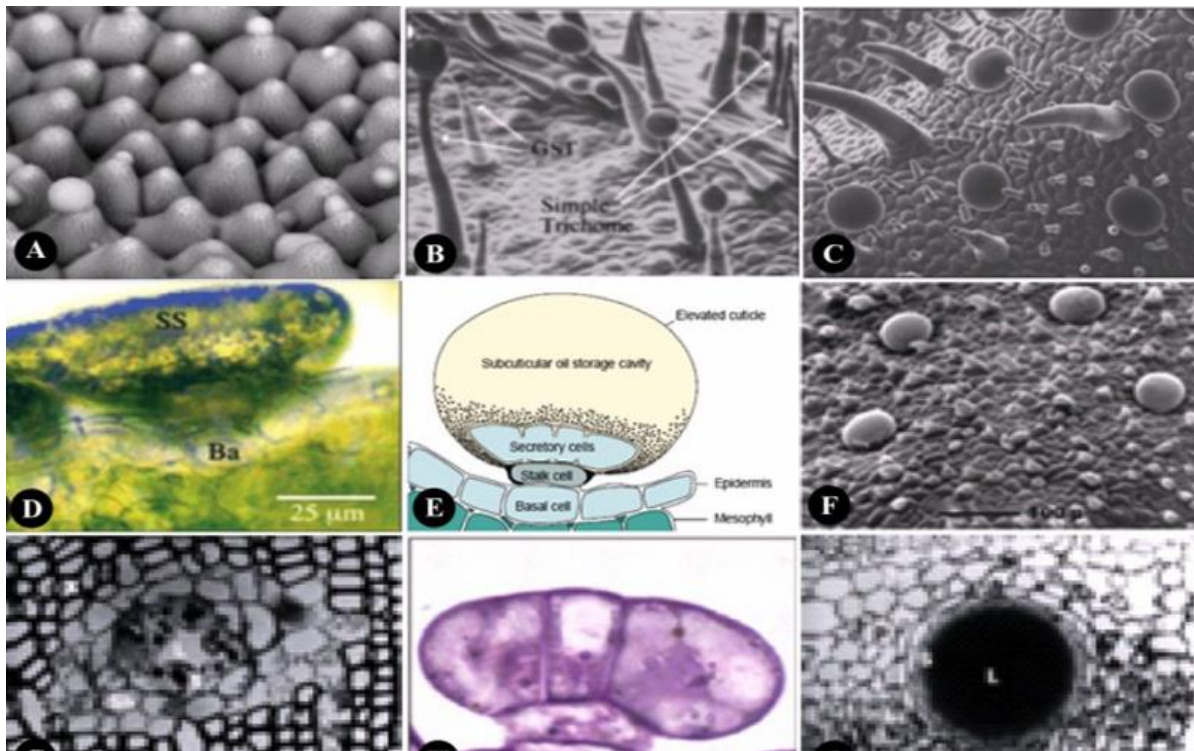 A
B
GST
Simple
Trichome
C
SS
Ba
25 μm
D
Elevated cuticle
Subcuticular oil storage cavity
Secretory cells
Stalk cell
Epidermis
Basal cell
Mesophyll
E
F
L